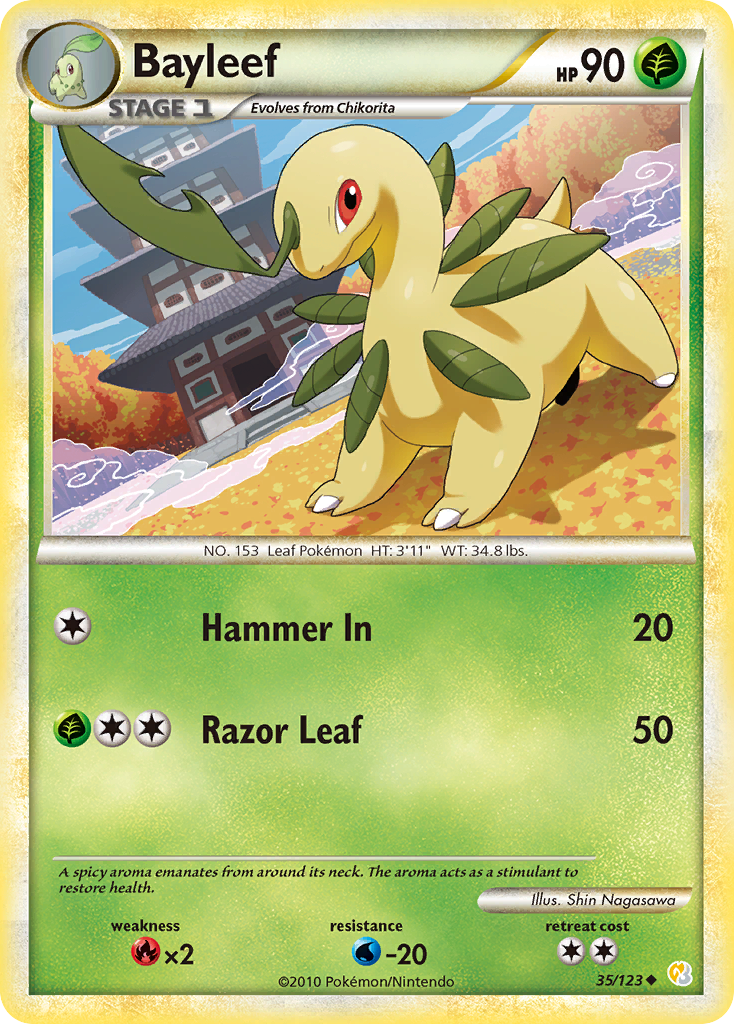 Bayleef
HP 90
STAGE 1
Evolves from Chikorita
NO. 153 Leaf Pokémon HT: 3'11" WT: 34.8 lbs.
Hammer In 20
Razor Leaf 50
A spicy aroma emanates from around its neck. The aroma acts as a stimulant to
restore health.
Illus. Shin Nagasawa
weakness resistance retreat cost
×2 -20
35/123
©2010 Pokémon/Nintendo